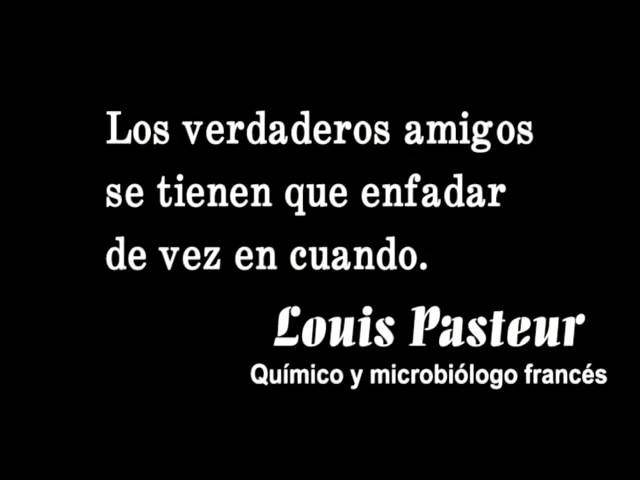 Los verdaderos amigos
se tienen que enfadar
de vez en cuando.
Louis Pasteur
Químico y microbiólogo francés